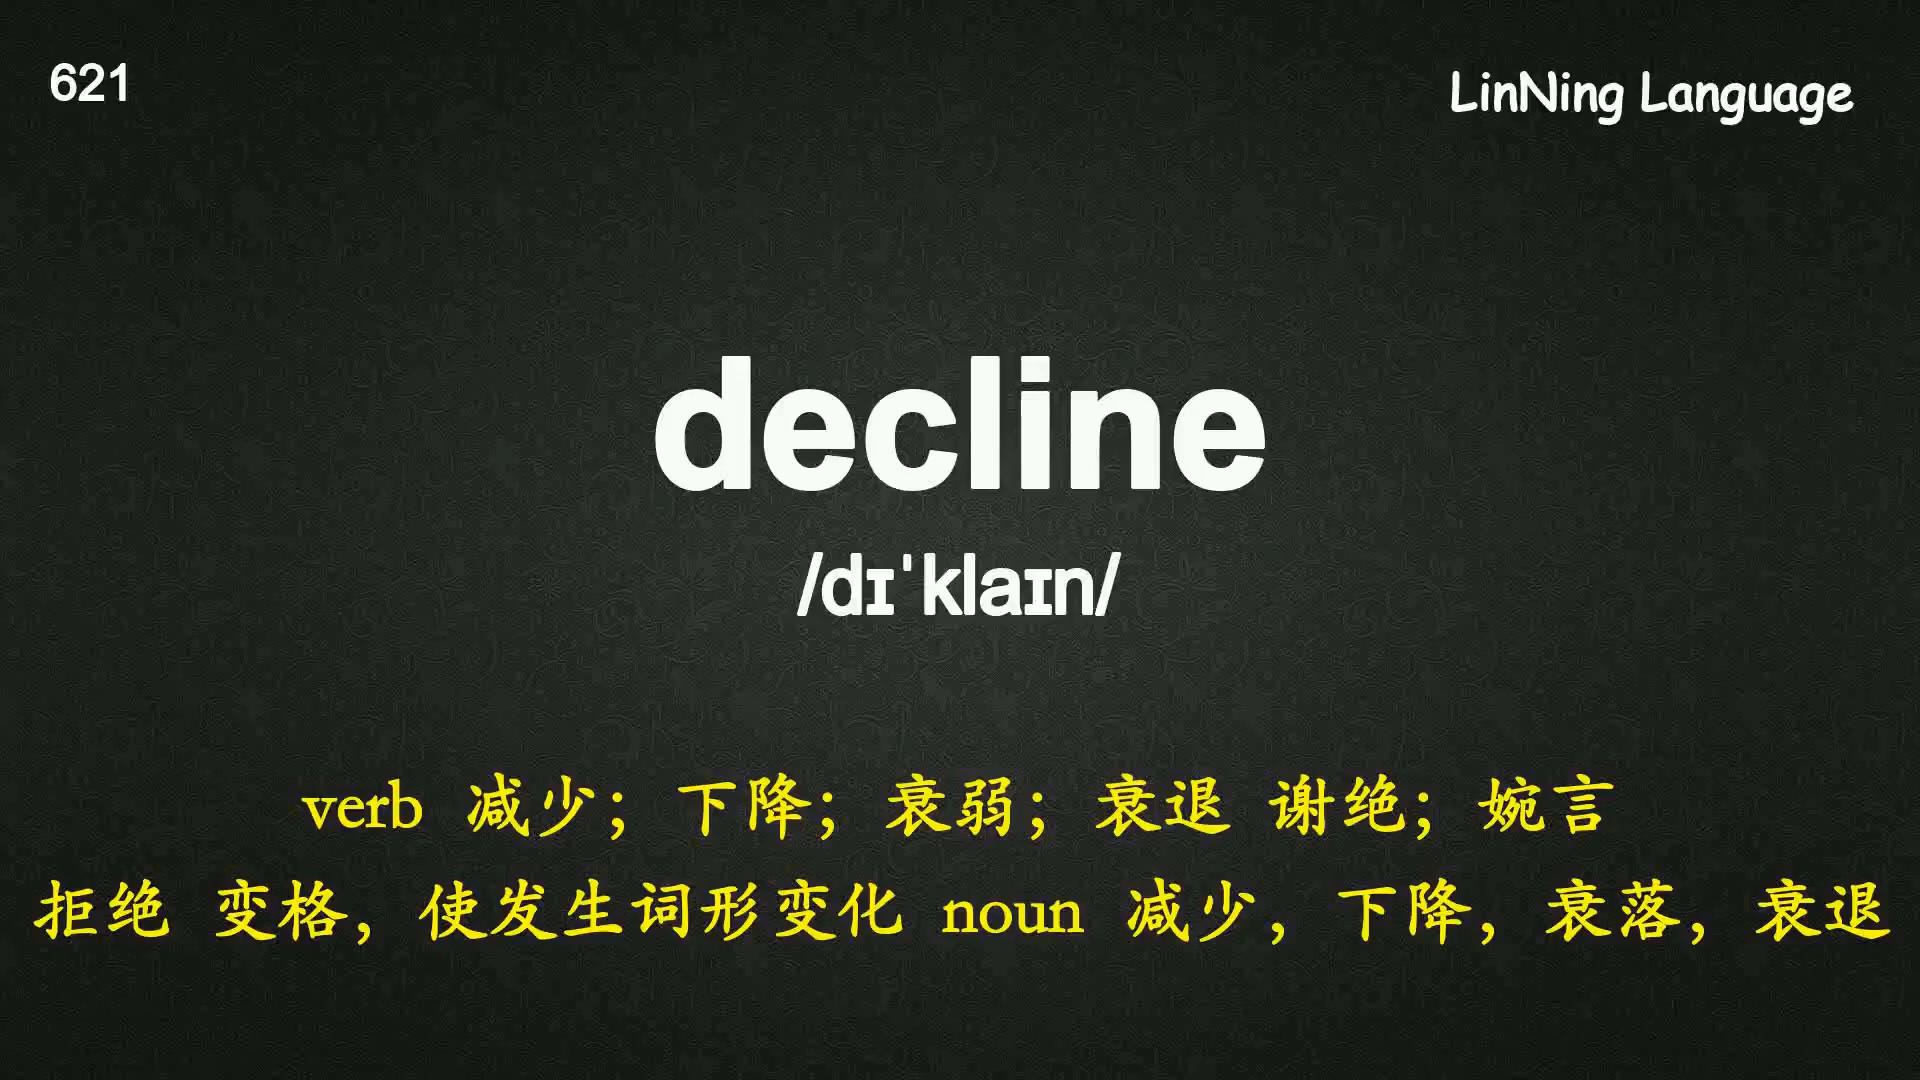 621
LinNing Language
decline
/dɪˈklaɪn/
verb 减少；下降；衰弱；衰退 谢绝；婉言
拒绝 变格，使发生词形变化 noun 减少，下降，衰落，衰退